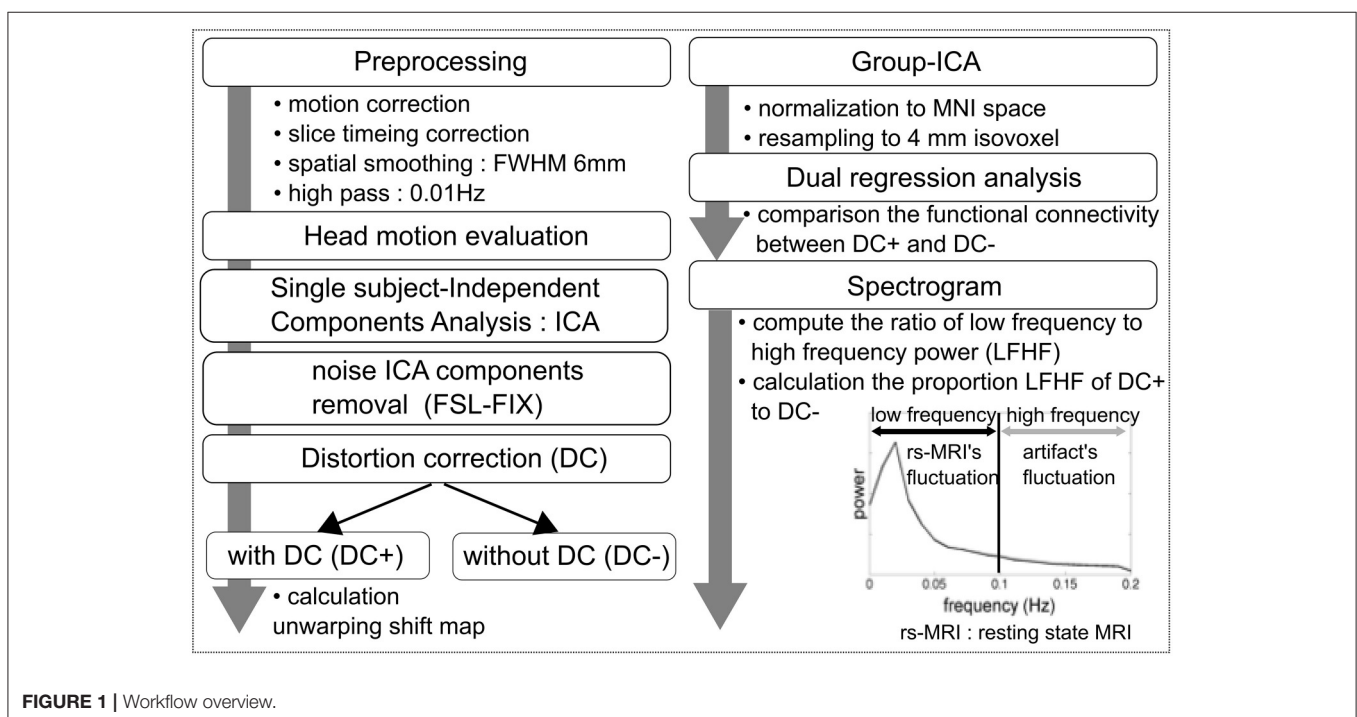 Preprocessing
• motion correction
• slice timeing correction
• spatial smoothing : FWHM 6mm
• high pass : 0.01Hz
Head motion evaluation
Single subject-Independent
Components Analysis : ICA
noise ICA components
removal (FSL-FIX)
Distortion correction (DC)
with DC (DC+)
without DC (DC-)
• calculation
unwarping shift map
Group-ICA
• normalization to MNI space
• resampling to 4 mm isovoxel
Dual regression analysis
• comparison the functional connectivity
between DC+ and DC-
Spectrogram
• compute the ratio of low frequency to
high frequency power (LFHF)
• calculation the proportion LFHF of DC+
to DC-
low frequency high frequency
rs-MRI's
fluctuation
artifact's
fluctuation
power
0 0.05 0.1 0.15 0.2
frequency (Hz)
rs-MRI : resting state MRI
FIGURE 1 | Workflow overview.